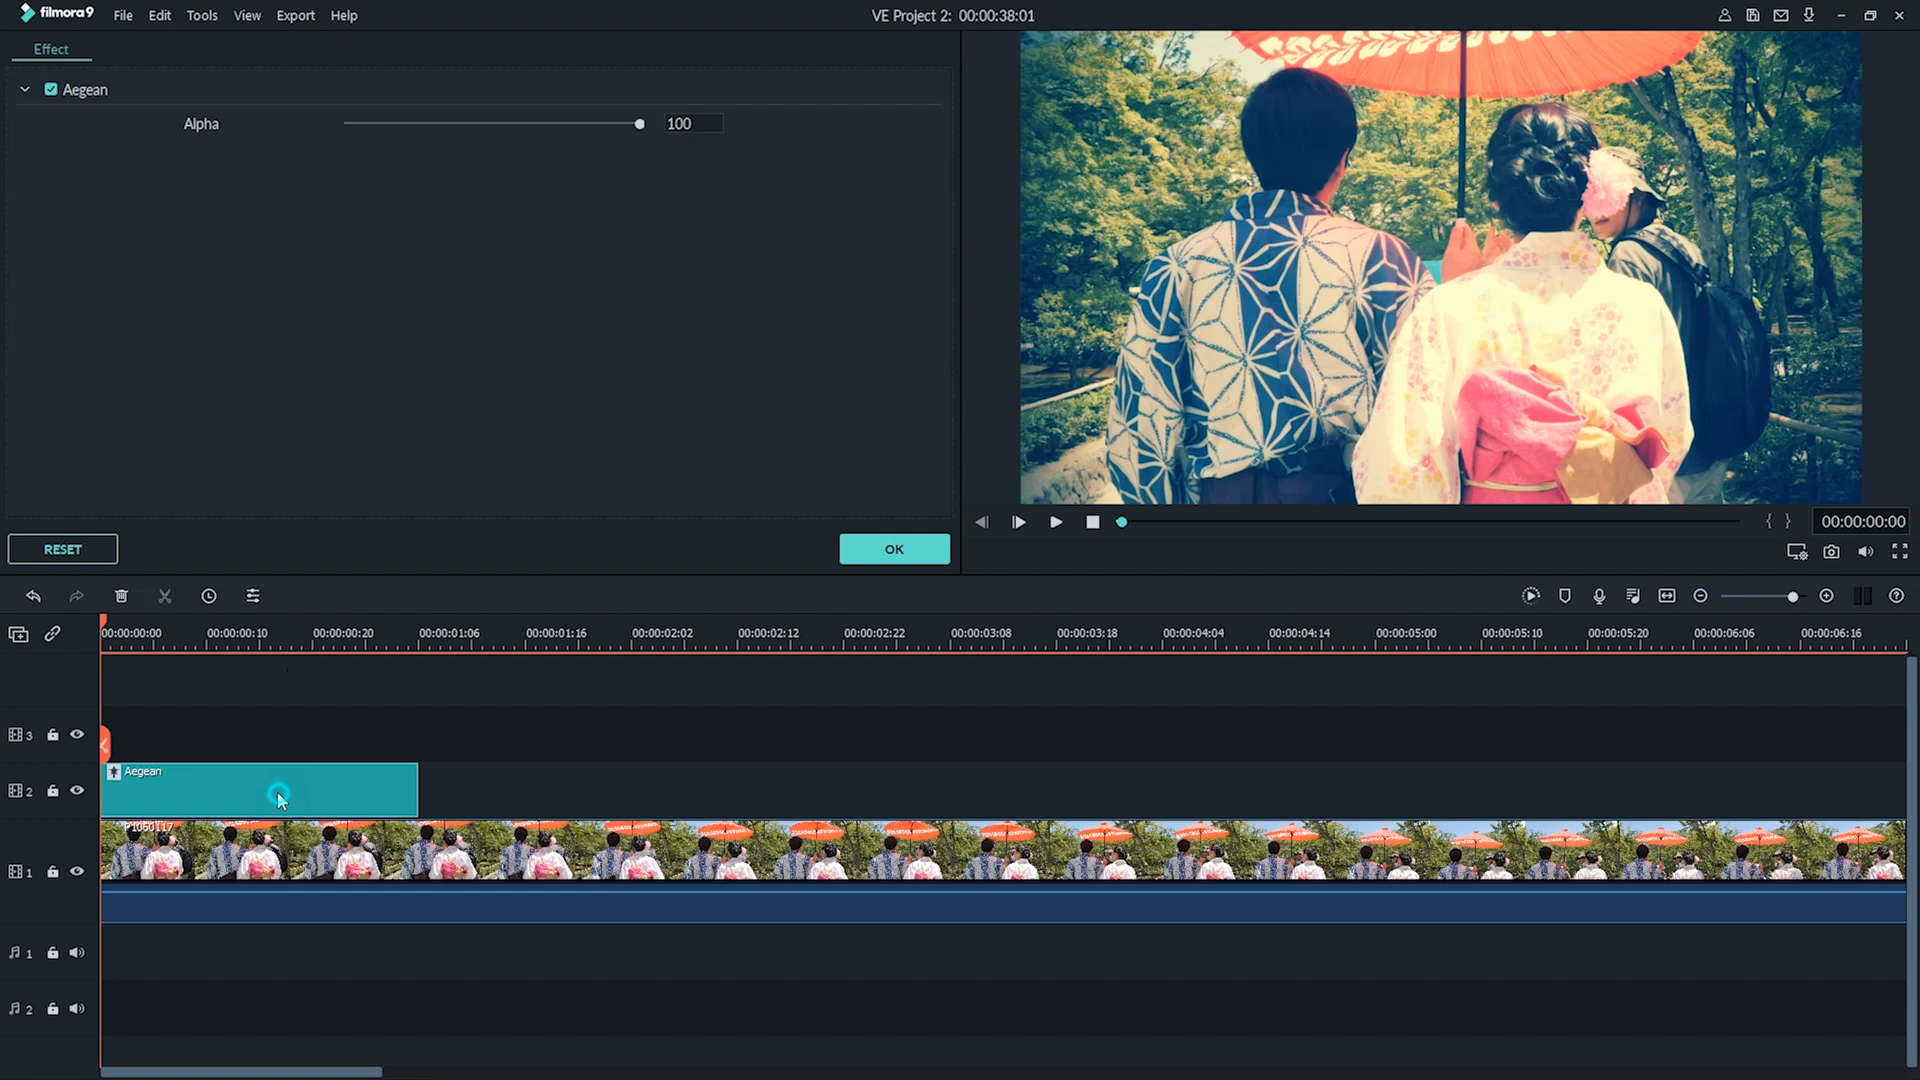 filmora9 File Edit Tools View Export Help VE Project 2: 00:00:38:01
Effect
Aegean
Alpha 100
RESET OK
00:00:00:00
00:00:00:00 00:00:00:10 00:00:00:20 00:00:01:06 00:00:01:16 00:00:02:02 00:00:02:12 00:00:02:22 00:00:03:08 00:00:03:18 00:00:04:04 00:00:04:14 00:00:05:00 00:00:05:10 00:00:05:20 00:00:06:06 00:00:06:16
3
Aegean
2
P1060117
1
1
2